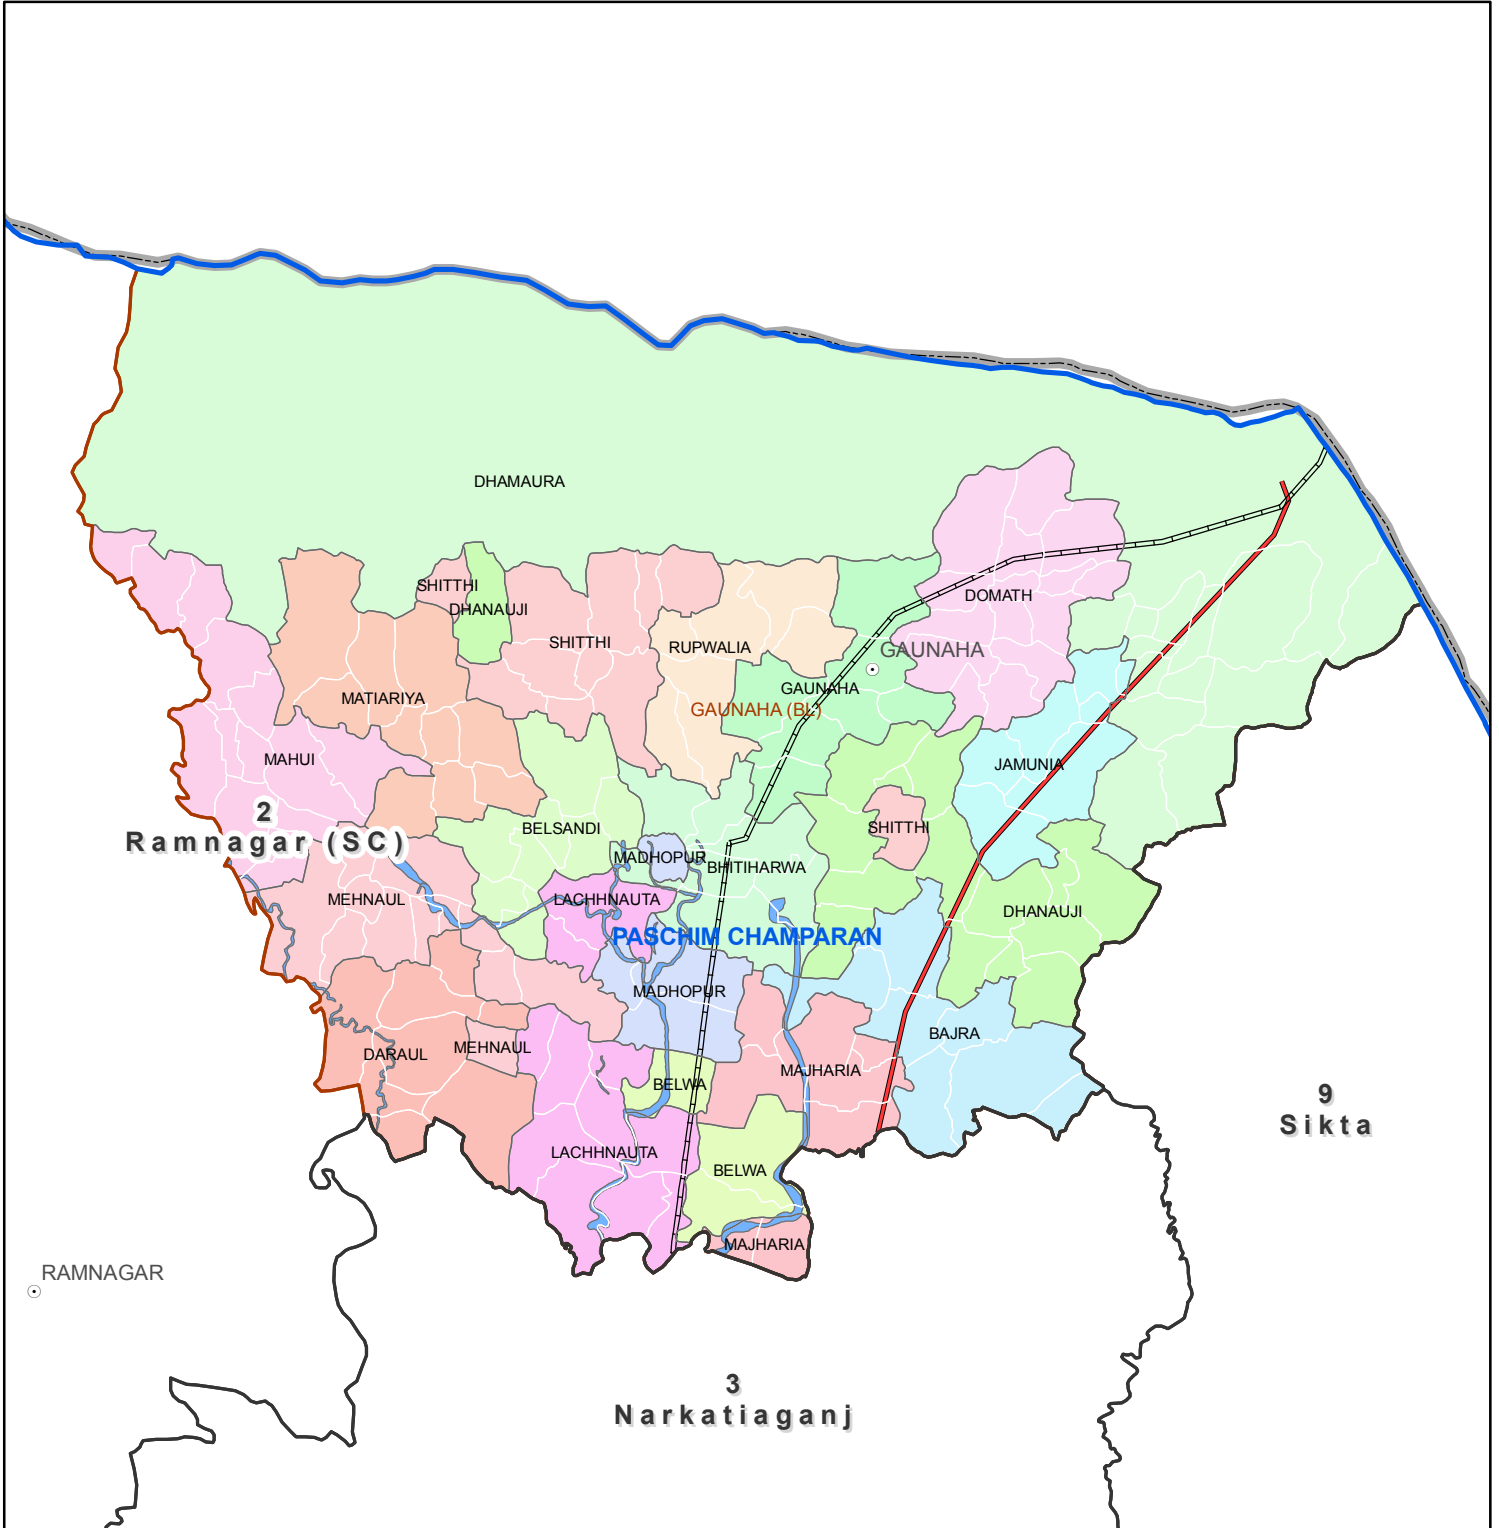 DHAMAURA
SHITTHI
DHANAUJI
DOMATH
SHITTHI
RUPWALIA
GAUNAHA
GAUNAHA
MATIARIYA
GAUNAHA (BL)
MAHUI
JAMUNIA
2
Ramnagar (SC)
BELSANDI
SHITTHI
MADHOPUR
BHITIHARWA
MEHNAUL
LACHHNAUTA
DHANAUJI
PASCHIM CHAMPARAN
MADHOPUR
BAJRA
MEHNAUL
DARAUL
MAJHARIA
BELWA
9
Sikta
LACHHNAUTA
BELWA
MAJHARIA
RAMNAGAR
3
Narkatiaganj